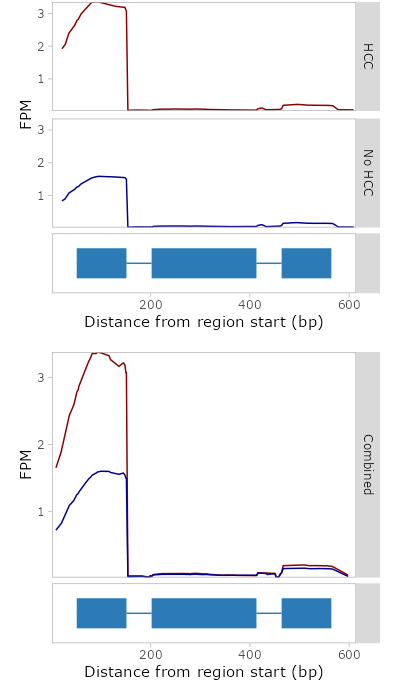 3
2
1
HCC
FPM
3
2
1
No HCC
200 400 600
Distance from region start (bp)
3
2
1
FPM
Combined
200 400 600
Distance from region start (bp)